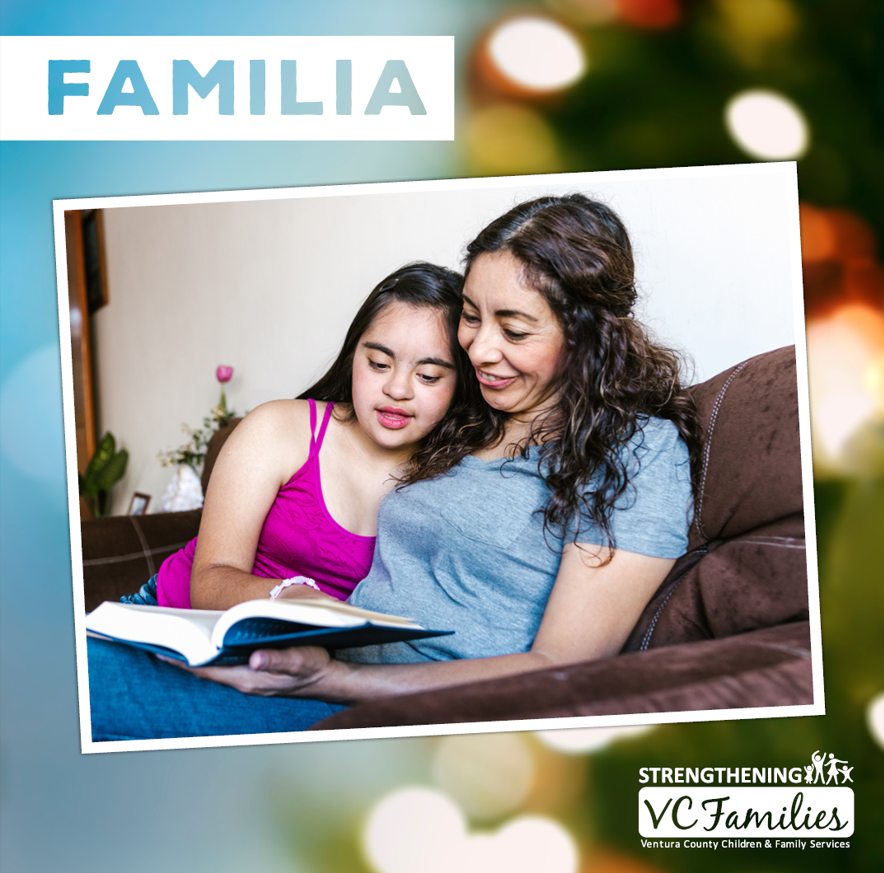 FAMILIA
STRENGTHENING
VC Families
Ventura County Children & Family Services